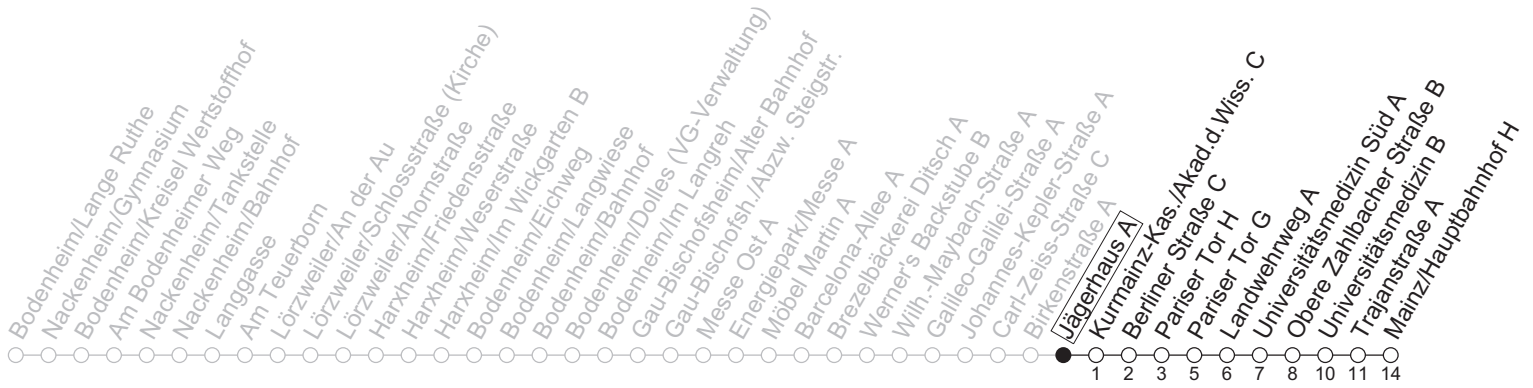 Bodenheim/Lange Ruthe
Nackenheim/Gymnasium
Bodenheim/Kreisel Wertstoffhof
Am Bodenheimer Weg
Nackenheim/Tankstelle
Nackenheim/Bahnhof
Langgasse
Am Teuerborn
Lörzweiler/An der Au
Lörzweiler/Schlossstraße (Kirche)
Lörzweiler/Ahornstraße
Harxheim/Friedensstraße
Harxheim/Weserstraße
Harxheim/Im Wickgarten B
Bodenheim/Eichweg
Bodenheim/Langwiese
Bodenheim/Bahnhof
Bodenheim/Dolles (VG-Verwaltung)
Bodenheim/Im Langreh
Gau-Bischofsheim/Alter Bahnhof
Gau-Bischofsh./Abzw. Steigstr.
Messe Ost A
Energiepark/Messe A
Möbel Martin A
Barcelona-Allee A
Brezelbäckerei Ditsch A
Werner's Backstube B
Wilh.-Maybach-Straße A
Galileo-Galilei-Straße A
Johannes-Kepler-Straße A
Carl-Zeiss-Straße C
Birkenstraße A
Jägerhaus A
Kurmainz-Kas./Akad.d.Wiss. C
Berliner Straße C
Pariser Tor H
Pariser Tor G
Landwehrweg A
Universitätsmedizin Süd A
Obere Zahlbacher Straße B
Universitätsmedizin B
Trajanstraße A
Mainz/Hauptbahnhof H
1 2 3 5 6 7 8 10 11 14